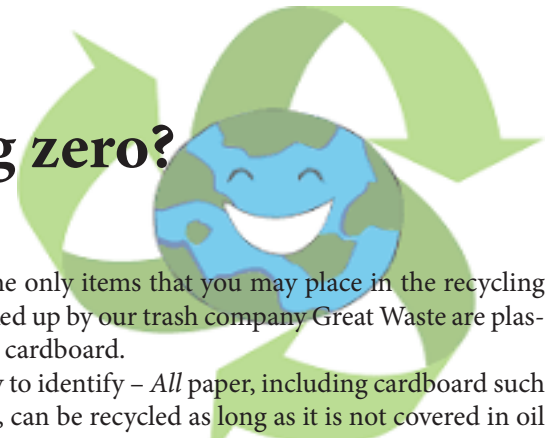 g zero?
he only items that you may place in the recycling
ked up by our trash company Great Waste are plas-
cardboard.
y to identify – All paper, including cardboard such
, can be recycled as long as it is not covered in oil